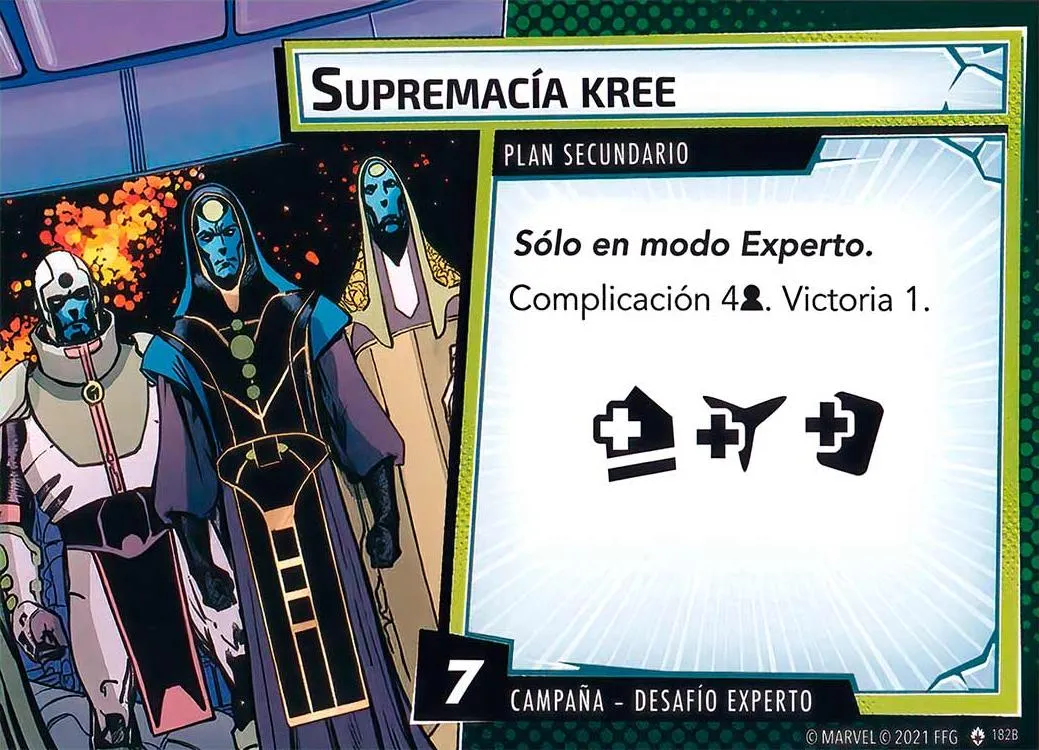 SUPREMACÍA KREE
PLAN SECUNDARIO
Sólo en modo Experto.
Complicación 4. Victoria 1.
7
CAMPAÑA – DESAFÍO EXPERTO
© MARVEL © 2021 FFG 182B